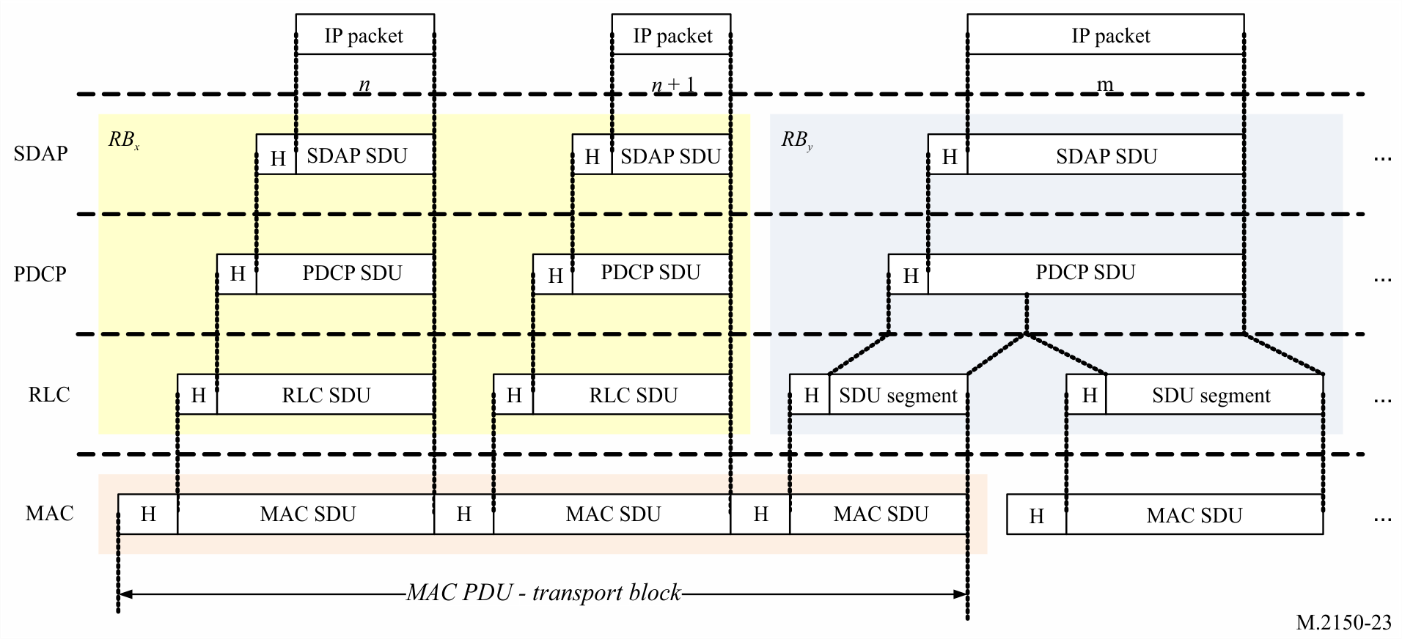 IP packet IP packet IP packet
n n + 1 m
RBx RBy
SDAP H SDAP SDU H SDAP SDU H SDAP SDU ...
PDCP H PDCP SDU H PDCP SDU H PDCP SDU ...
RLC H RLC SDU H RLC SDU H SDU segment H SDU segment ...
MAC H MAC SDU H MAC SDU H MAC SDU H MAC SDU ...
MAC PDU - transport block
M.2150-23